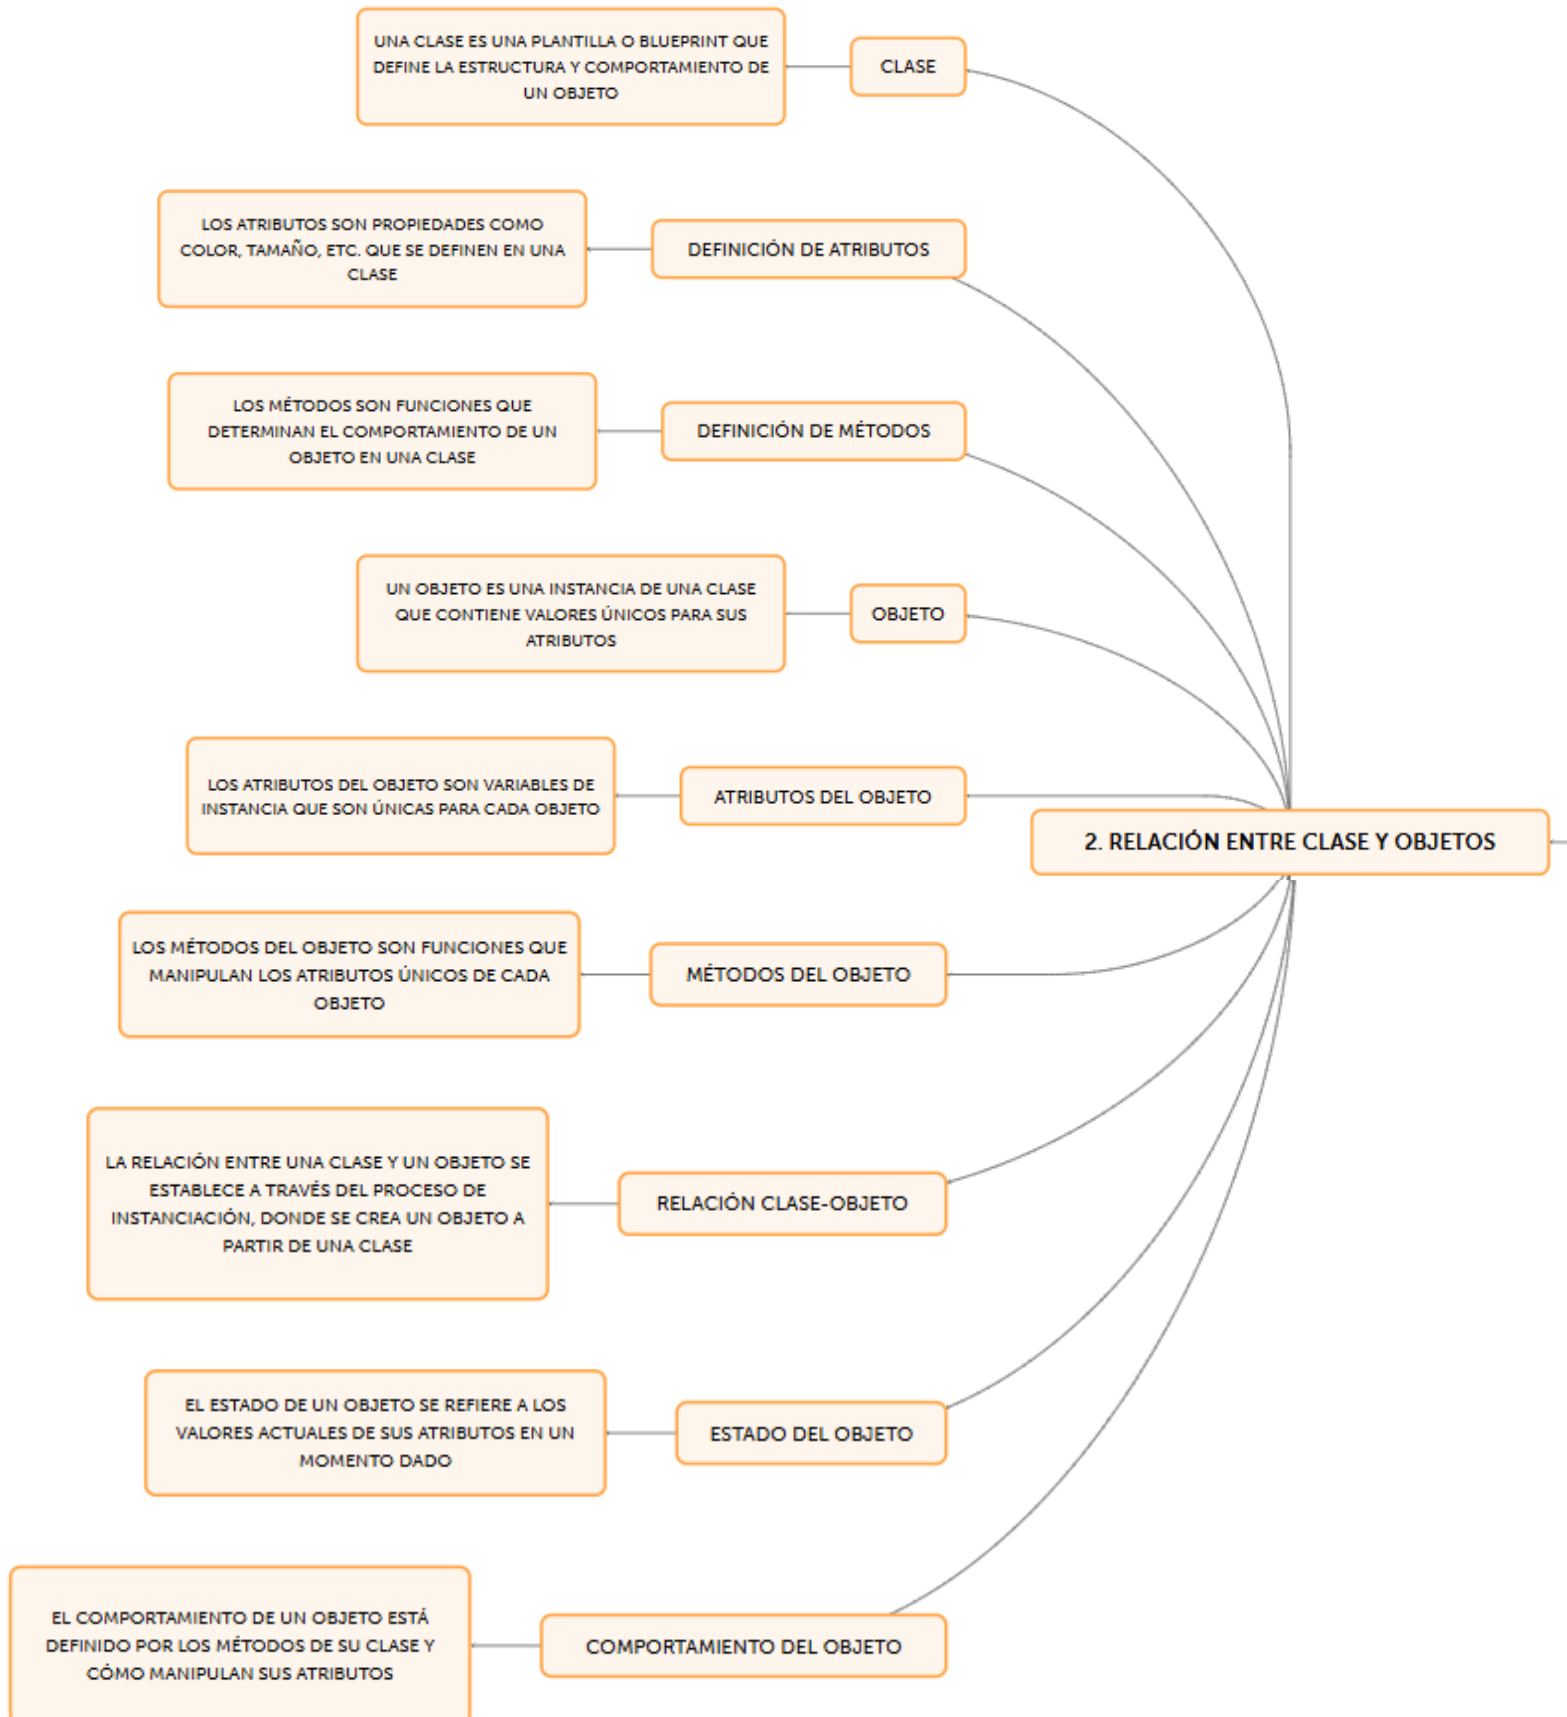 UNA CLASE ES UNA PLANTILLA O BLUEPRINT QUE
DEFINE LA ESTRUCTURA Y COMPORTAMIENTO DE
UN OBJETO
CLASE
LOS ATRIBUTOS SON PROPIEDADES COMO
COLOR, TAMAÑO, ETC. QUE SE DEFINEN EN UNA
CLASE
DEFINICIÓN DE ATRIBUTOS
LOS MÉTODOS SON FUNCIONES QUE
DETERMINAN EL COMPORTAMIENTO DE UN
OBJETO EN UNA CLASE
DEFINICIÓN DE MÉTODOS
UN OBJETO ES UNA INSTANCIA DE UNA CLASE
QUE CONTIENE VALORES ÚNICOS PARA SUS
ATRIBUTOS
OBJETO
LOS ATRIBUTOS DEL OBJETO SON VARIABLES DE
INSTANCIA QUE SON ÚNICAS PARA CADA OBJETO
ATRIBUTOS DEL OBJETO
2. RELACIÓN ENTRE CLASE Y OBJETOS
LOS MÉTODOS DEL OBJETO SON FUNCIONES QUE
MANIPULAN LOS ATRIBUTOS ÚNICOS DE CADA
OBJETO
MÉTODOS DEL OBJETO
LA RELACIÓN ENTRE UNA CLASE Y UN OBJETO SE
ESTABLECE A TRAVÉS DEL PROCESO DE
INSTANCIACIÓN, DONDE SE CREA UN OBJETO A
PARTIR DE UNA CLASE
RELACIÓN CLASE-OBJETO
EL ESTADO DE UN OBJETO SE REFIERE A LOS
VALORES ACTUALES DE SUS ATRIBUTOS EN UN
MOMENTO DADO
ESTADO DEL OBJETO
EL COMPORTAMIENTO DE UN OBJETO ESTÁ
DEFINIDO POR LOS MÉTODOS DE SU CLASE Y
CÓMO MANIPULAN SUS ATRIBUTOS
COMPORTAMIENTO DEL OBJETO